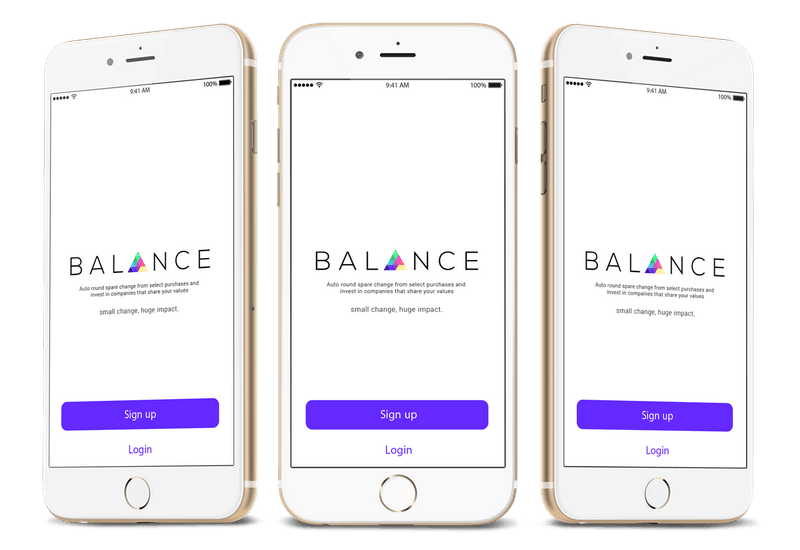 9:41 AM
100%
BALANCE
Auto round spare change from select purchases and
invest in companies that share your values
small change, huge impact.
Sign up
Login
9:41 AM
100%
BALANCE
Auto round spare change from select purchases and
invest in companies that share your values
small change, huge impact.
Sign up
Login
9:41 AM
100%
BALANCE
Auto round spare change from select purchases and
invest in companies that share your values
small change, huge impact.
Sign up
Login